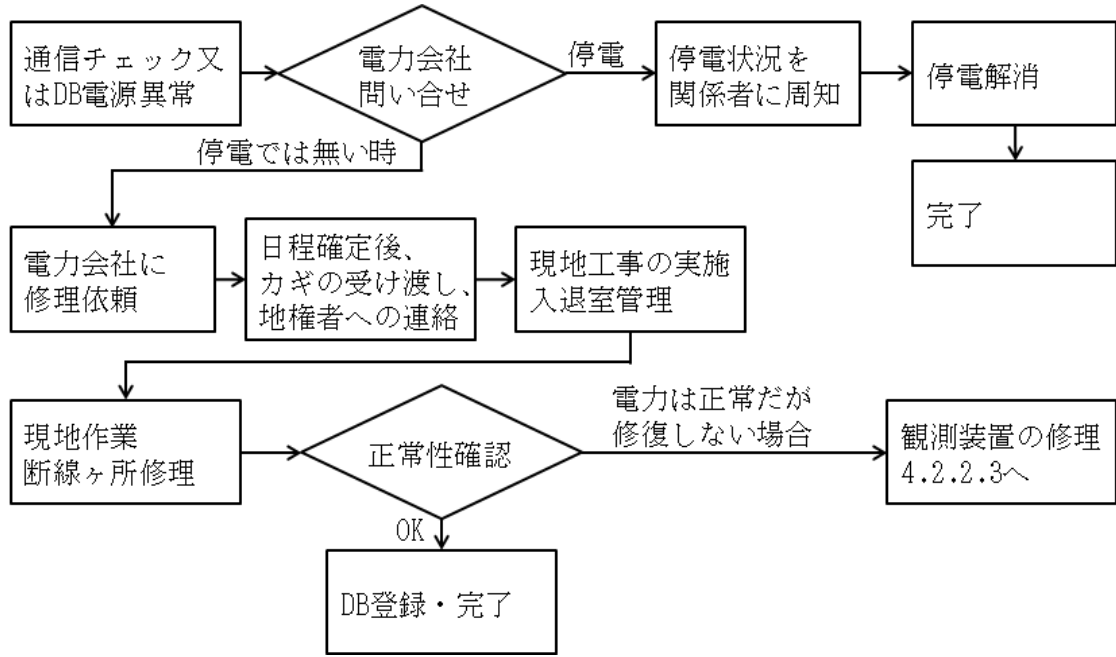 通信チェック又
はDB電源異常
電力会社
問い合せ
停電
停電状況を
関係者に周知
停電解消
停電では無い時
完了
電力会社に
修理依頼
日程確定後、
カギの受け渡し、
地権者への連絡
現地工事の実施
入退室管理
現地作業
断線ヶ所修理
正常性確認
電力は正常だが
修復しない場合
観測装置の修理
4.2.2.3へ
OK
DB登録・完了